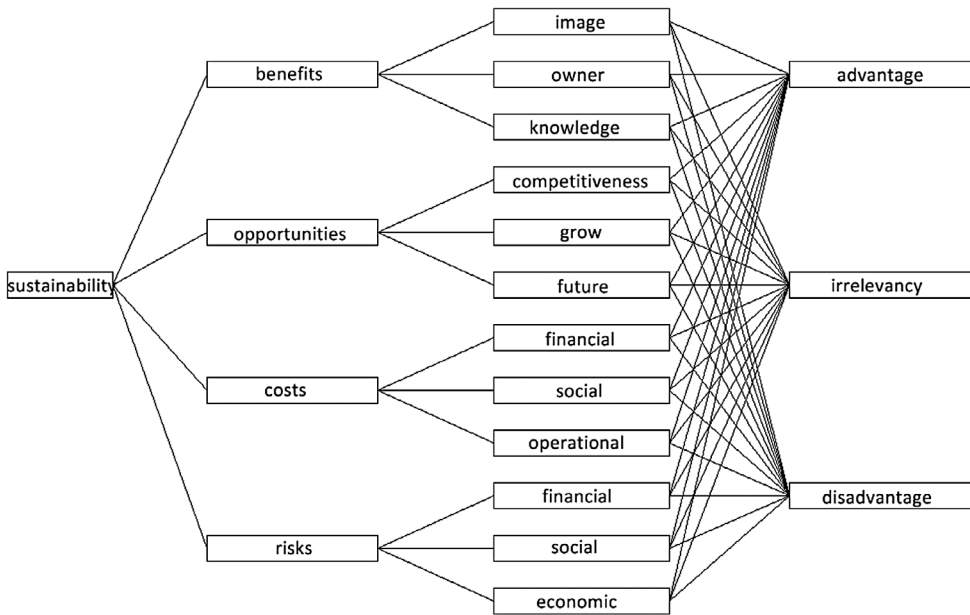 sustainability
benefits
opportunities
costs
risks
image
owner
knowledge
competitiveness
grow
future
financial
social
operational
financial
social
economic
advantage
irrelevancy
disadvantage